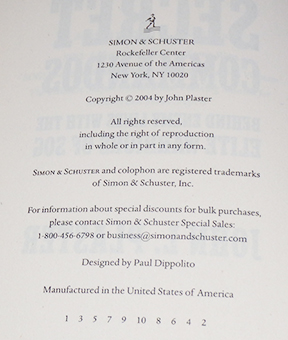 SIMON & SCHUSTER
Rockefeller Center
1230 Avenue of the Americas
New York, NY 10020
Copyright © 2004 by John Plaster
All rights reserved,
including the right of reproduction
in whole or in part in any form.
SIMON & SCHUSTER and colophon are registered trademarks
of Simon & Schuster, Inc.
For information about special discounts for bulk purchases,
please contact Simon & Schuster Special Sales:
1-800-456-6798 or business@simonandschuster.com
Designed by Paul Dippolito
Manufactured in the United States of America
1 3 5 7 9 10 8 6 4 2